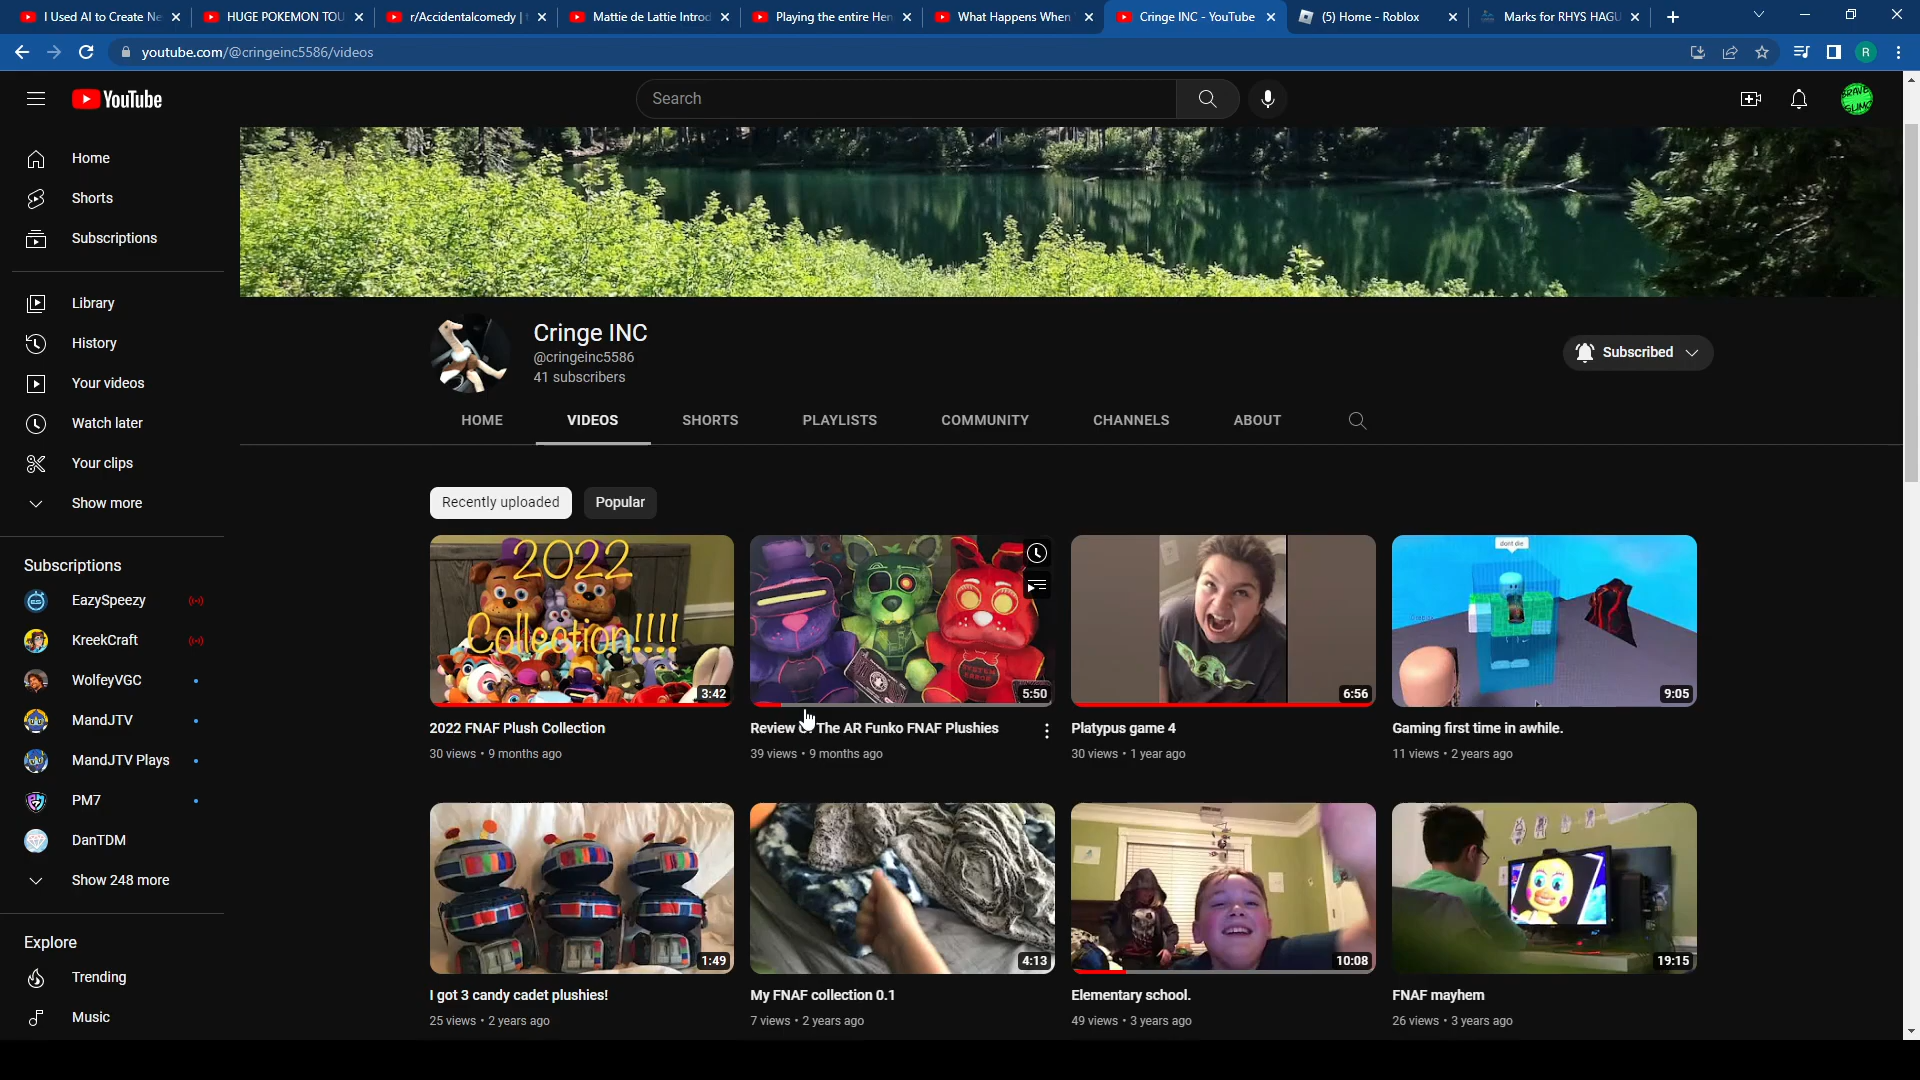 I Used AI to Create Ne
HUGE POKEMON TOU
r/Accidentalcomedy |
Mattie de Lattie Introd
Playing the entire Hen
What Happens When
Cringe INC - YouTube
(5) Home - Roblox
Marks for RHYS HAGU
youtube.com/@cringeinc5586/videos
R
YouTube
Search
BRAVE
SLIMC
Home
Shorts
Subscriptions
Library
History
Your videos
Watch later
Your clips
Show more
Subscriptions
EazySpeezy
KreekCraft
WolfeyVGC
MandJTV
MandJTV Plays
PM7
DanTDM
Show 248 more
Explore
Trending
Music
Cringe INC
@cringeinc5586
41 subscribers
Subscribed
HOME VIDEOS SHORTS PLAYLISTS COMMUNITY CHANNELS ABOUT
Recently uploaded Popular
2022
Collection!!!!
3:42
SYSTEM
ERROR
5:50
6:56
dont die
9:05
2022 FNAF Plush Collection
30 views • 9 months ago
Review The AR Funko FNAF Plushies
39 views • 9 months ago
Platypus game 4
30 views • 1 year ago
Gaming first time in awhile.
11 views • 2 years ago
1:49
4:13
10:08
19:15
I got 3 candy cadet plushies!
25 views • 2 years ago
My FNAF collection 0.1
7 views • 2 years ago
Elementary school.
49 views • 3 years ago
FNAF mayhem
26 views • 3 years ago